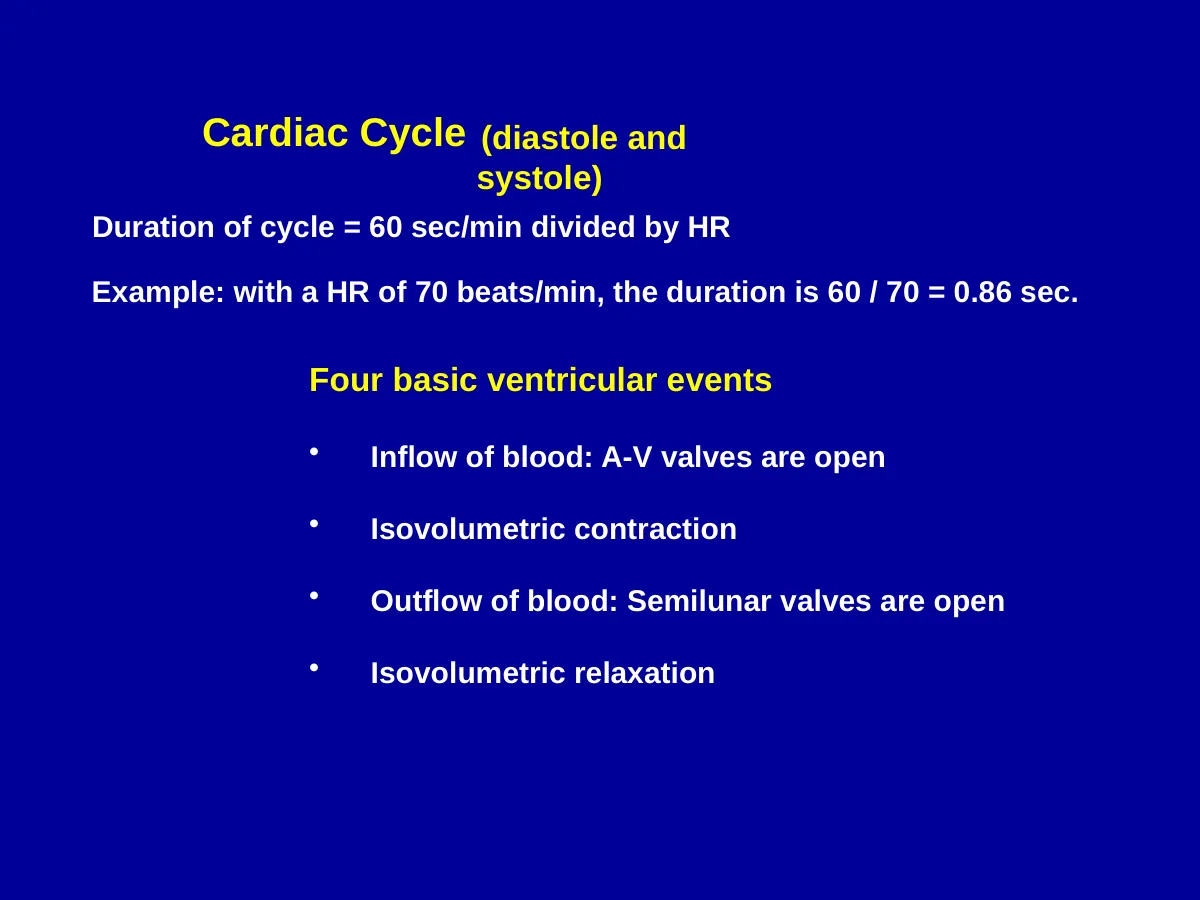 Cardiac Cycle (diastole and
systole)
Duration of cycle = 60 sec/min divided by HR
Example: with a HR of 70 beats/min, the duration is 60 / 70 = 0.86 sec.
Four basic ventricular events
• Inflow of blood: A-V valves are open
• Isovolumetric contraction
• Outflow of blood: Semilunar valves are open
• Isovolumetric relaxation